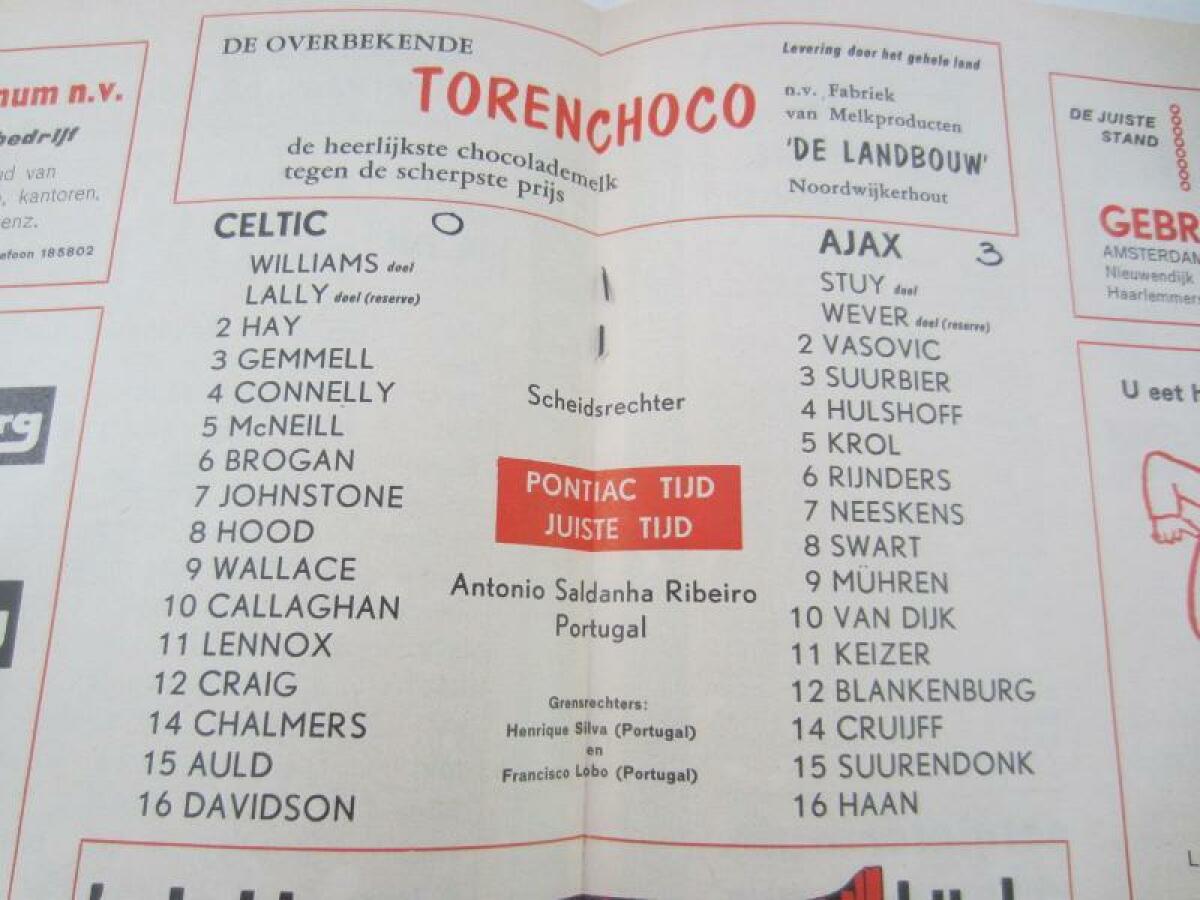 num n.v.
bedrijf
ud van
, kantoren,
enz.
efoon 185802
DE OVERBEKENDE
TORENCHOCO
de heerlijkste chocolademelk
tegen de scherpste prijs
Levering door het gehele land
n.v. Fabriek
van Melkproducten
'DE LANDBOUW'
Noordwijkerhout
DE JUISTE
STAND
GEBR
AMSTERDAM
Nieuwendijk
Haarlemmers
CELTIC 0
WILLIAMS doel
LALLY doel (reserve)
2 HAY
3 GEMMELL
4 CONNELLY
5 McNEILL
6 BROGAN
7 JOHNSTONE
8 HOOD
9 WALLACE
10 CALLAGHAN
11 LENNOX
12 CRAIG
14 CHALMERS
15 AULD
16 DAVIDSON
Scheidsrechter
PONTIAC TIJD
JUISTE TIJD
Antonio Saldanha Ribeiro
Portugal
Grensrechters:
Henrique Silva (Portugal)
en
Francisco Lobo (Portugal)
AJAX 3
STUY doel
WEVER doel (reserve)
2 VASOVIC
3 SUURBIER
4 HULSHOFF
5 KROL
6 RIJNDERS
7 NEESKENS
8 SWART
9 MÜHREN
10 VAN DIJK
11 KEIZER
12 BLANKENBURG
14 CRUIJFF
15 SUURENDONK
16 HAAN
rg
U eet h
L